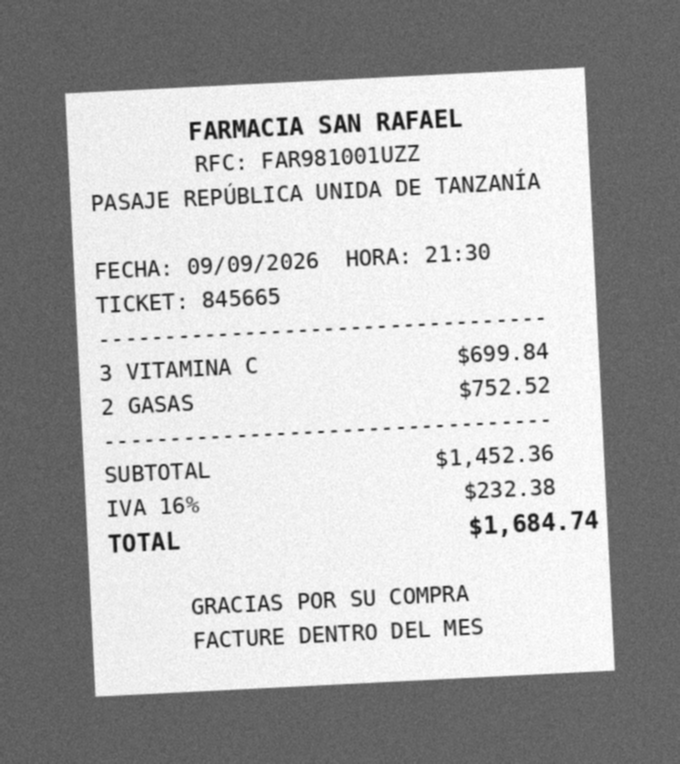 FARMACIA SAN RAFAEL
RFC: FAR981001UZZ
PASAJE REPÚBLICA UNIDA DE TANZANÍA
FECHA: 09/09/2026  HORA: 21:30
TICKET: 845665
----------------------------------
3 VITAMINA C $699.84
2 GASAS $752.52
----------------------------------
SUBTOTAL $1,452.36
IVA 16% $232.38
TOTAL $1,684.74
GRACIAS POR SU COMPRA
FACTURE DENTRO DEL MES